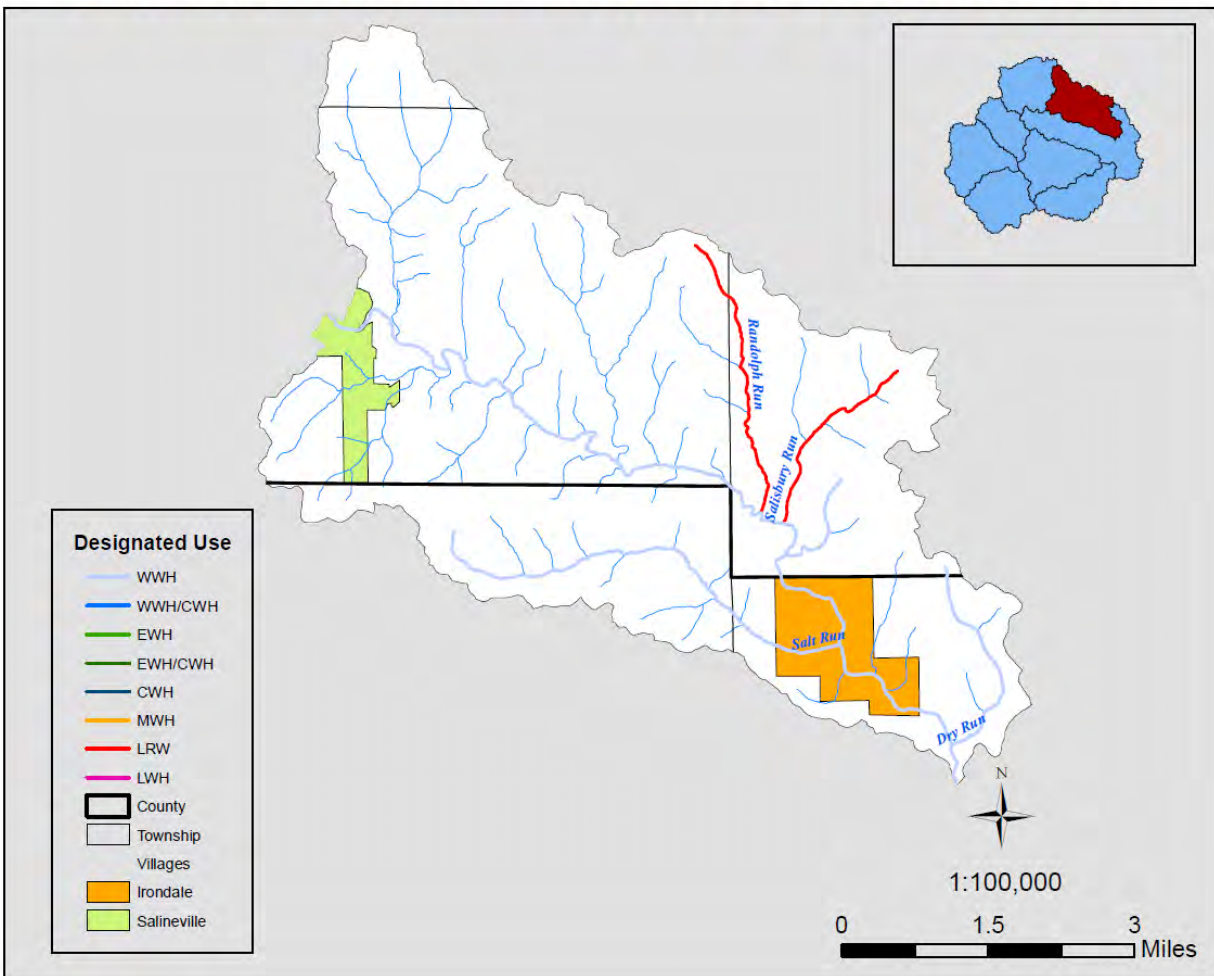 Randolph Run
Salisbury Run
Salt Run
Dry Run
Designated Use
WWH
WWH/CWH
EWH
EWH/CWH
CWH
MWH
LRW
LWH
County
Township
Villages
Irondale
Salineville
N
1:100,000
0 1.5 3
Miles